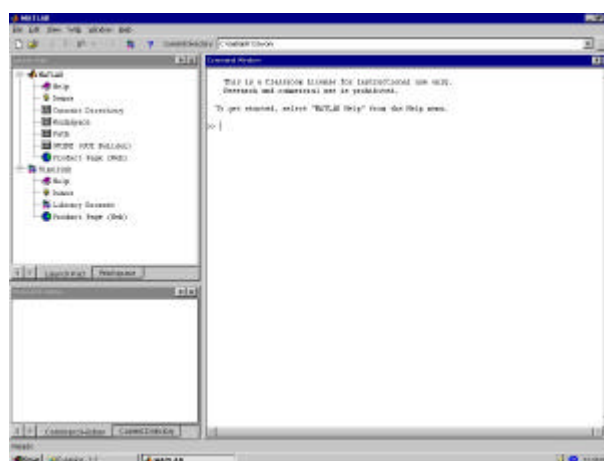 MATLAB
File Edit View Web Window Help
Current Directory:
Command Window
MATLAB
Help
Demos
Current Directory
Workspace
Path
GUIDE (GUI Builder)
Product Page (Web)
Help
Demos
Library Browser
Product Page (Web)
Launch Pad Workspace
Command History Current Directory
This is a Classroom License for instructional use only.
Research and commercial use is prohibited.
To get started, select "MATLAB Help" from the Help menu.
>>
Ready
Start MATLAB